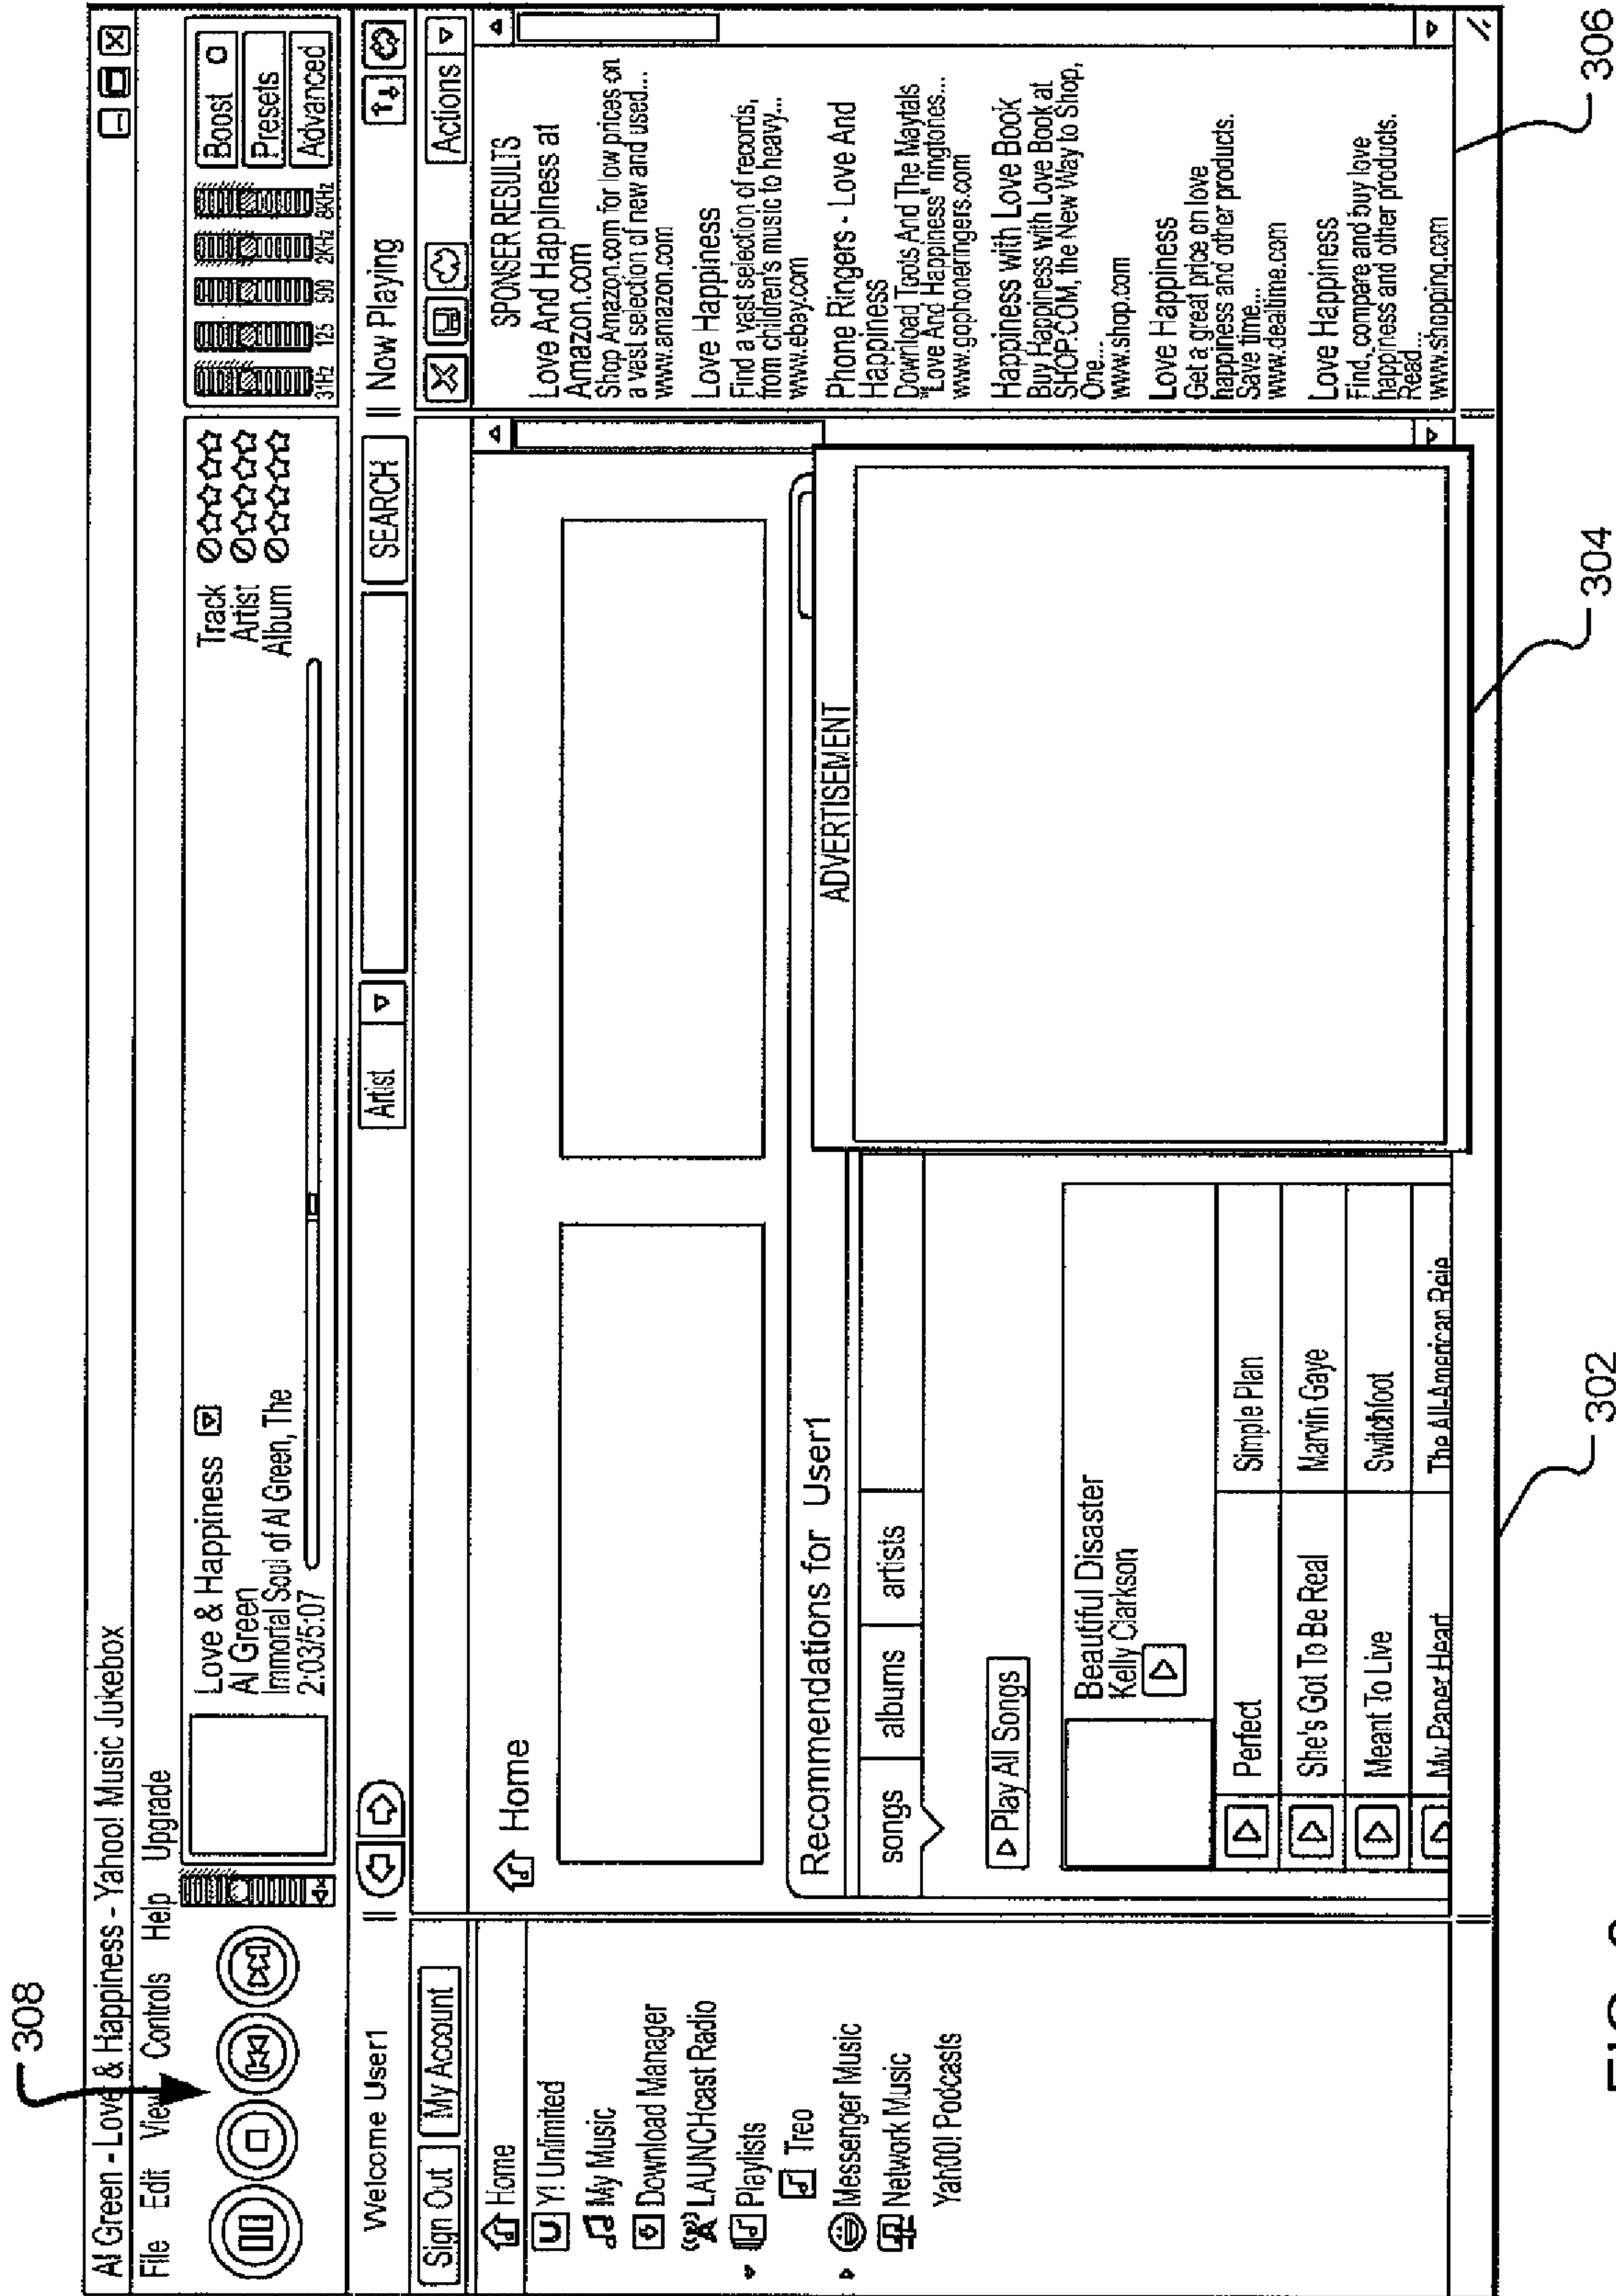 308
Al Green - Love & Happiness - Yahoo! Music Jukebox
File Edit View Controls Help Upgrade
Love & Happiness
Al Green
Immortal Soul of Al Green, The
2:03/5:07
Track
Artist
Album
31Hz 125 500 2KHz 8KHz
Boost
Presets
Advanced
Welcome User1
Artist
SEARCH
Now Playing
Sign Out My Account
Actions
Home
Y! Unlimited
My Music
Download Manager
LAUNCHcast Radio
Playlists
Treo
Messenger Music
Network Music
Yah00! Podcasts
Home
Recommendations for User1
songs albums artists
Play All Songs
Beautiful Disaster
Kelly Clarkson
Perfect Simple Plan
She's Got To Be Real Marvin Gaye
Meant To Live Switchfoot
My Paper Heart The All-American Reje
ADVERTISEMENT
SPONSER RESULTS
Love And Happiness at
Amazon.com
Shop Amazon.com for low prices on
a vast selection of new and used...
www.amazon.com
Love Happiness
Find a vast selection of records,
from children's music to heavy...
www.ebay.com
Phone Ringers - Love And
Happiness
Download Toots And The Maytals
"Love And Happiness" ringtones...
www.gophoneringers.com
Happiness with Love Book
Buy Happiness with Love Book at
SHOP.COM, the New Way to Shop,
One...
www.shop.com
Love Happiness
Get a great price on love
happiness and other products.
Save time...
www.dealtime.com
Love Happiness
Find, compare and buy love
happiness and other products.
Read...
www.shopping.com
302
304
306